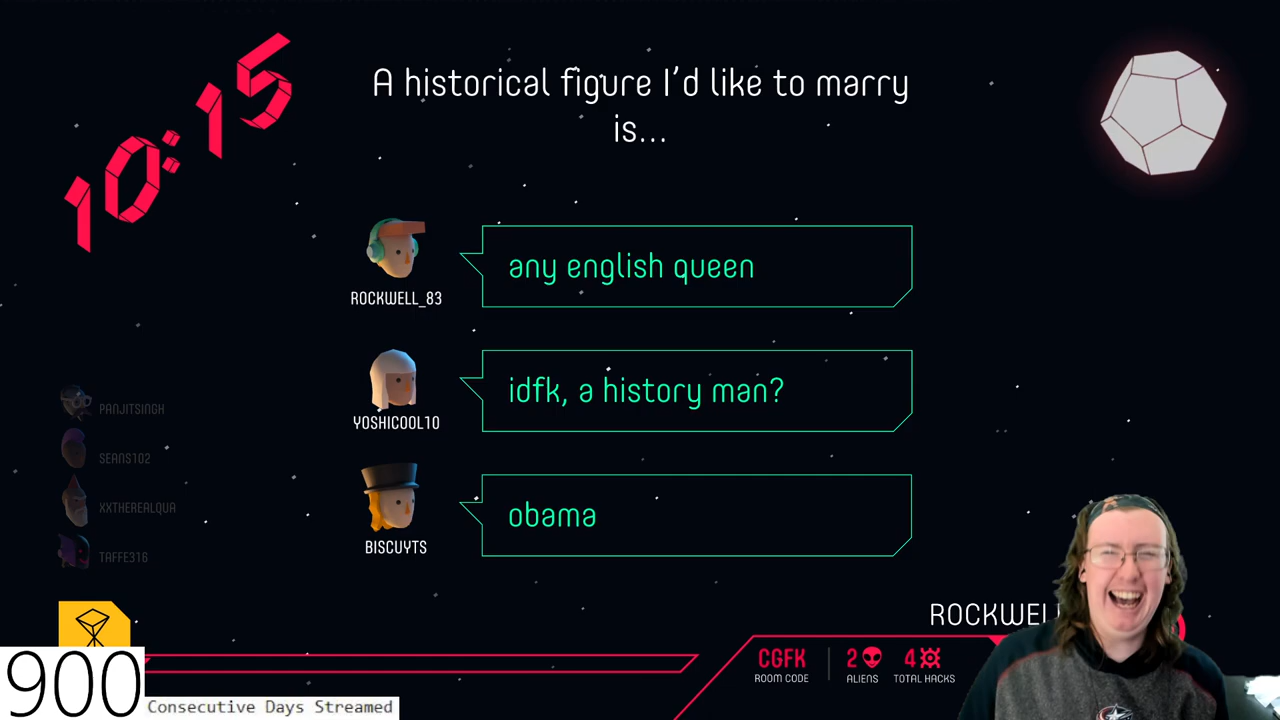 10:15
A historical figure I'd like to marry
is...
any english queen
ROCKWELL_83
idfk, a history man?
YOSHICOOL10
obama
BISCUYTS
PANJITSINGH
SEANS102
XXTHEREALQUA
TAFFE316
ROCKWELL
CGFK
ROOM CODE
2
ALIENS
4
TOTAL HACKS
900
Consecutive Days Streamed